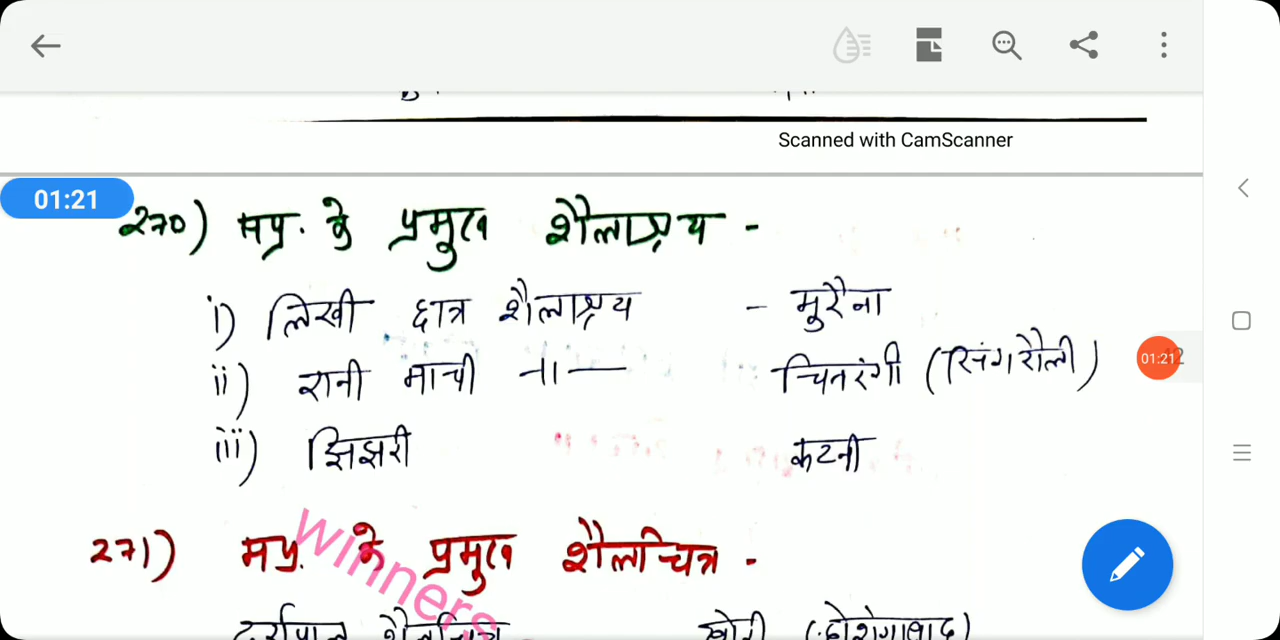 Scanned with CamScanner
01:21
270) मप्र. के प्रमुख शैलाश्रय -
i) लिखी छात्र शैलाश्रय - मुरैना
ii) रानी माची -॥- चितरंगी (सिंगरौली)
01:21
iii) झिंझरी कटनी
winners
271) मप्र. के प्रमुख शैलचित्र -
शैलचित्र - (होशंगाबाद)